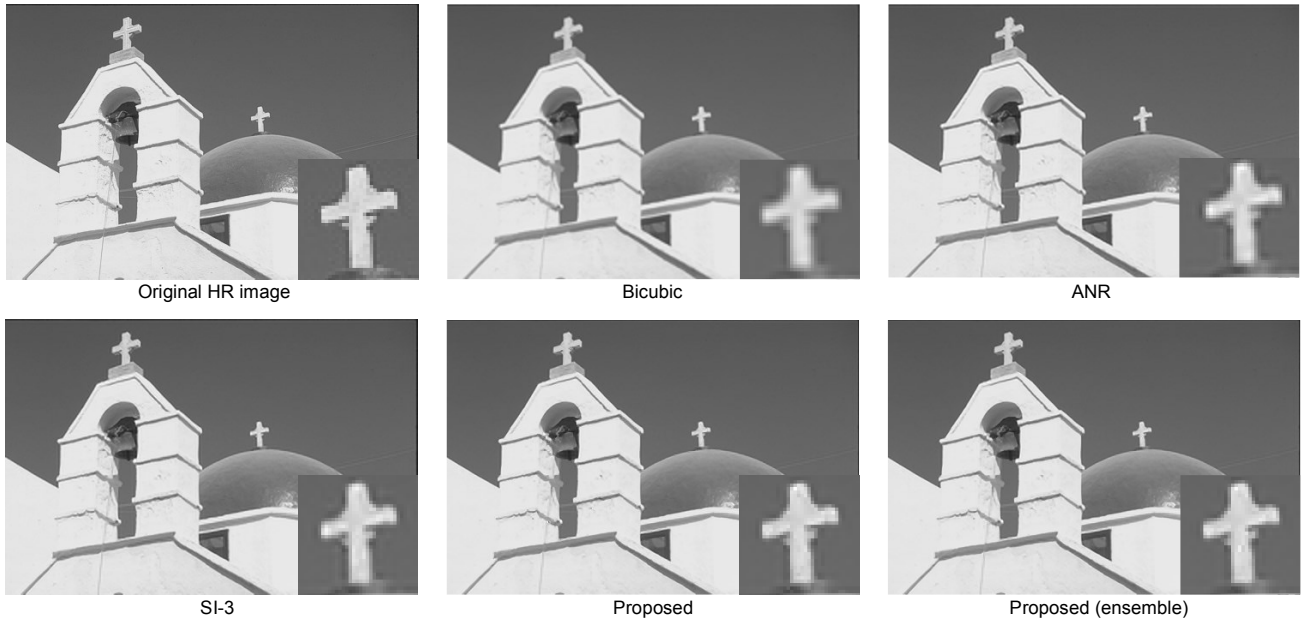 Original HR image
Bicubic
ANR
SI-3
Proposed
Proposed (ensemble)